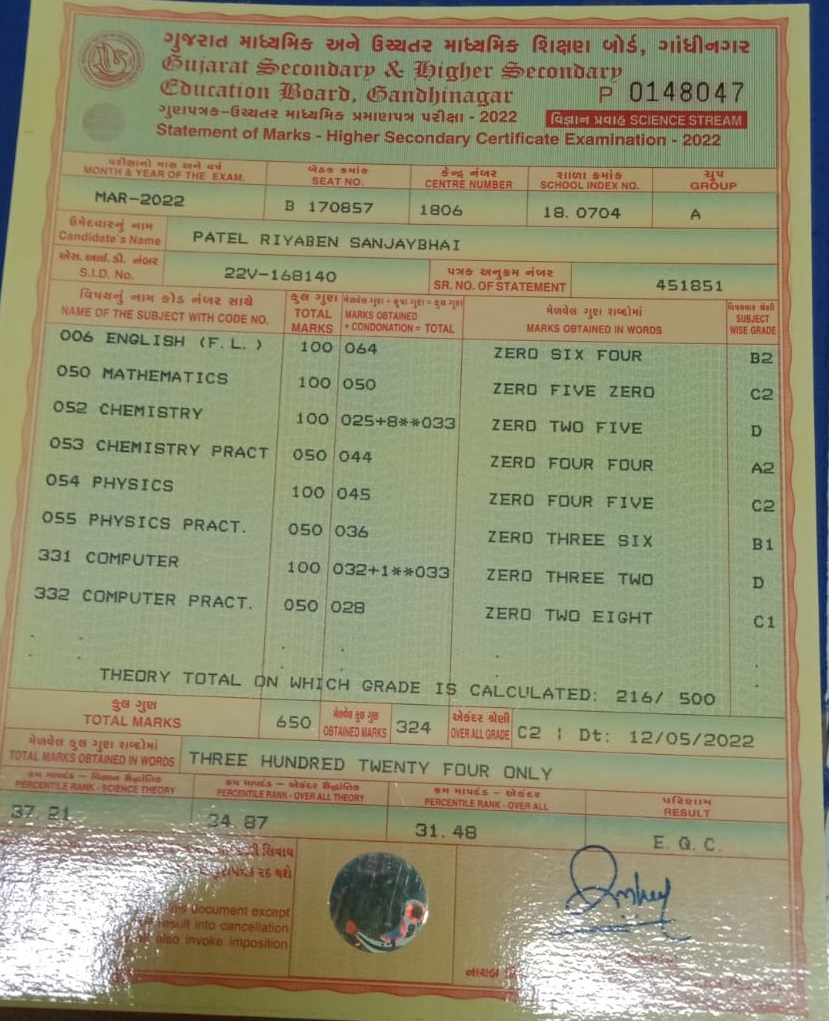 ગુજરાત માધ્યમિક અને ઉચ્ચતર માધ્યમિક શિક્ષણ બોર્ડ, ગાંધીનગર
Gujarat Secondary & Higher Secondary
Education Board, Gandhinagar P 0148047
ગુણપત્રક-ઉચ્ચતર માધ્યમિક પ્રમાણપત્ર પરીક્ષા - 2022 વિજ્ઞાન પ્રવાહ SCIENCE STREAM
Statement of Marks - Higher Secondary Certificate Examination - 2022
પરીક્ષાનો માસ અને વર્ષ બેઠક ક્રમાંક કેન્દ્ર નંબર શાળા ક્રમાંક ગ્રુપ
MONTH & YEAR OF THE EXAM. SEAT NO. CENTRE NUMBER SCHOOL INDEX NO. GROUP
MAR-2022 B 170857 1806 18. 0704 A
ઉમેદવારનું નામ
Candidate's Name PATEL RIYABEN SANJAYBHAI
એસ.આઈ.ડી. નંબર પત્રક અનુક્રમ નંબર
S.I.D. No. 22V-168140 SR. NO. OF STATEMENT 451851
વિષયનું નામ કોડ નંબર સાથે કુલ ગુણ મેળવેલ ગુણ + કૃપા ગુણ = કુલ ગુણ મેળવેલ ગુણ શબ્દોમાં વિષયવાર શ્રેણી
NAME OF THE SUBJECT WITH CODE NO. TOTAL MARKS MARKS OBTAINED + CONDONATION = TOTAL MARKS OBTAINED IN WORDS SUBJECT WISE GRADE
006 ENGLISH (F. L. ) 100 064 ZERO SIX FOUR B2
050 MATHEMATICS 100 050 ZERO FIVE ZERO C2
052 CHEMISTRY 100 025+8**033 ZERO TWO FIVE D
053 CHEMISTRY PRACT 050 044 ZERO FOUR FOUR A2
054 PHYSICS 100 045 ZERO FOUR FIVE C2
055 PHYSICS PRACT. 050 036 ZERO THREE SIX B1
331 COMPUTER 100 032+1**033 ZERO THREE TWO D
332 COMPUTER PRACT. 050 028 ZERO TWO EIGHT C1
THEORY TOTAL ON WHICH GRADE IS CALCULATED: 216/ 500
કુલ ગુણ મેળવેલ કુલ ગુણ એકંદર શ્રેણી
TOTAL MARKS 650 OBTAINED MARKS 324 OVER ALL GRADE C2 | Dt: 12/05/2022
મેળવેલ કુલ ગુણ શબ્દોમાં
TOTAL MARKS OBTAINED IN WORDS THREE HUNDRED TWENTY FOUR ONLY
ક્રમ માપદંડ - વિજ્ઞાન સૈદ્ધાંતિક ક્રમ માપદંડ - એકંદર સૈદ્ધાંતિક ક્રમ માપદંડ - એકંદર પરિણામ
PERCENTILE RANK - SCIENCE THEORY PERCENTILE RANK - OVER ALL THEORY PERCENTILE RANK - OVER ALL RESULT
37. 21 34. 87 31. 48 E. Q. C.
સિવાય
રદ થશે
document except
result into cancellation
also invoke imposition
નાયબ